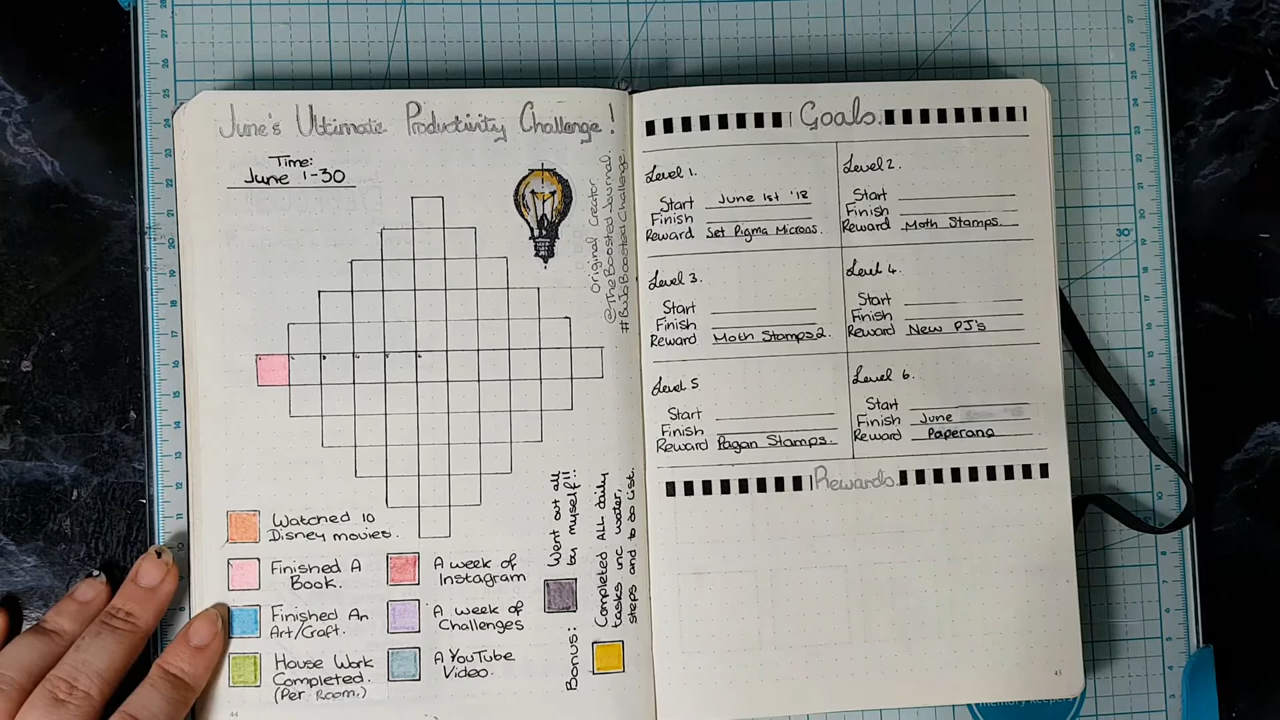 June's Ultimate Productivity Challenge!
Time:
June 1-30
Original Creator
@TheBoostedJournal.
#BujoBoostedChallenge.
Watched 10
Disney movies.
Finished A
Book.
Finished An
Art/Craft.
House Work
Completed.
(Per Room.)
A week of
Instagram
A week of
Challenges
A YouTube
Video.
Went out all
by myself!!
Bonus: Completed ALL daily
tasks inc water,
steps and to do list.
44
Goals.
Level 1.
Start June 1st '18
Finish
Reward Set Pigma Microns.
Level 2.
Start
Finish
Reward Moth Stamps.
Level 3.
Start
Finish
Reward Moth Stamps 2.
Level 4.
Start
Finish
Reward New PJ's
Level 5
Start
Finish
Reward Pagan Stamps.
Level 6.
Start
Finish June
Reward Paperang
Rewards.
43
memory keepers